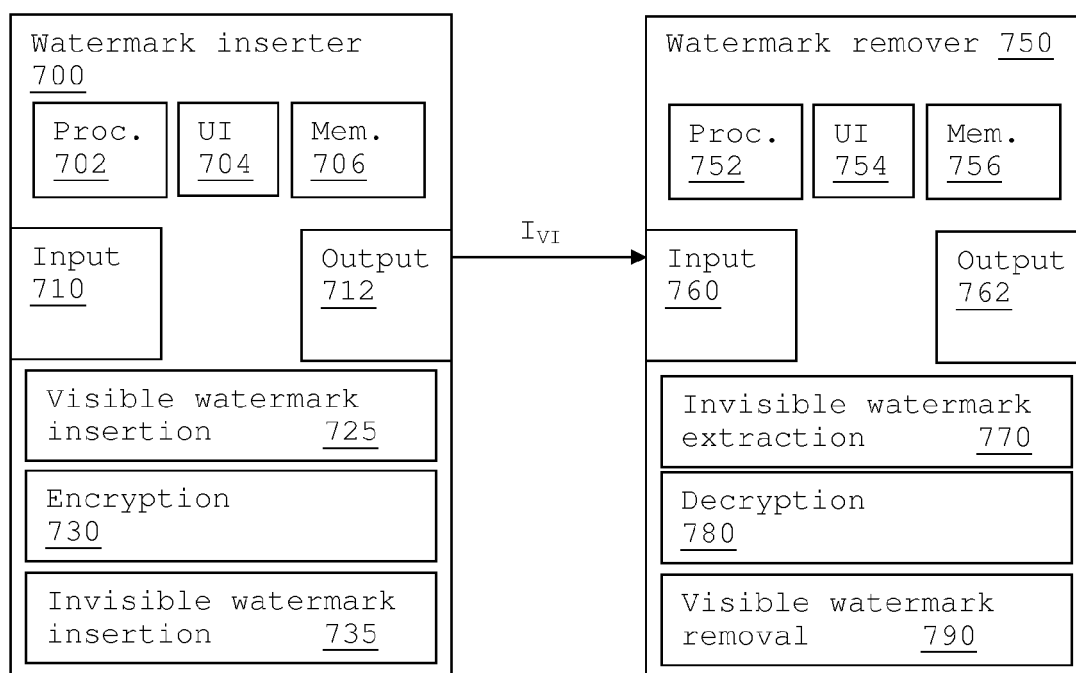 Watermark inserter
700
Proc.
702
UI
704
Mem.
706
Input
710
Output
712
Visible watermark
insertion 725
Encryption
730
Invisible watermark
insertion 735
I_VI
Watermark remover 750
Proc.
752
UI
754
Mem.
756
Input
760
Output
762
Invisible watermark
extraction 770
Decryption
780
Visible watermark
removal 790